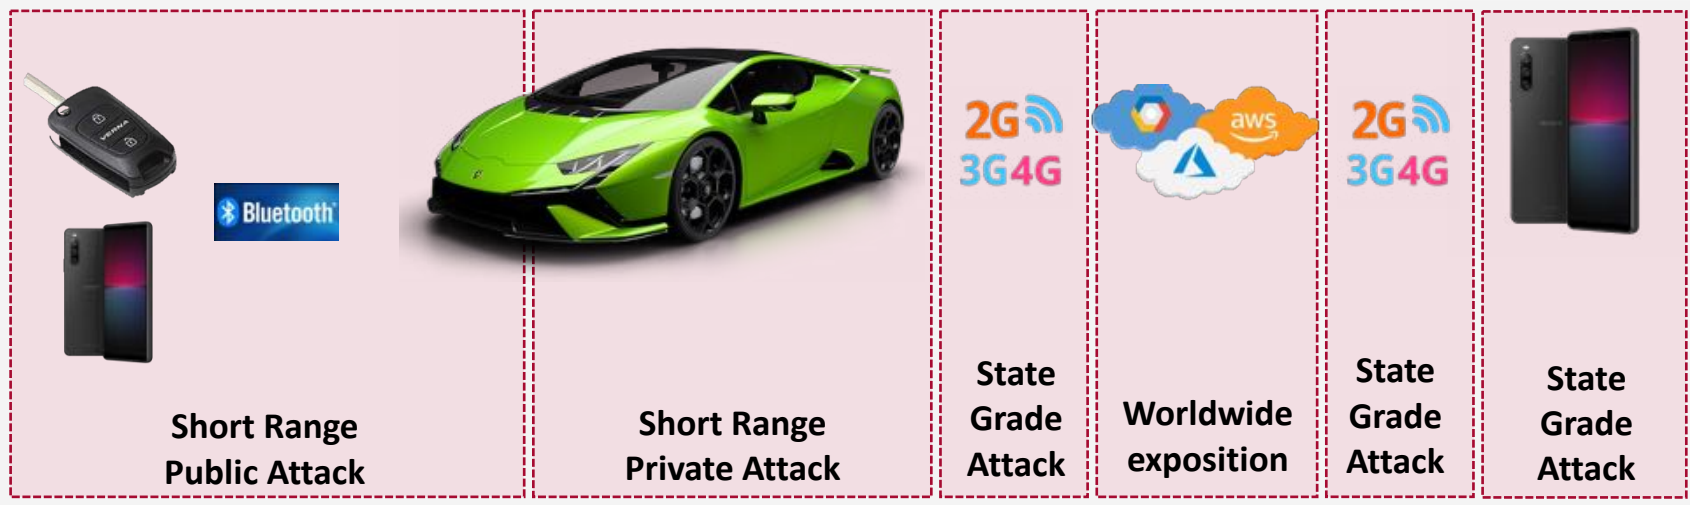 VERNA
Bluetooth
Short Range
Public Attack
Short Range
Private Attack
2G
3G4G
State
Grade
Attack
aws
Worldwide
exposition
2G
3G4G
State
Grade
Attack
State
Grade
Attack